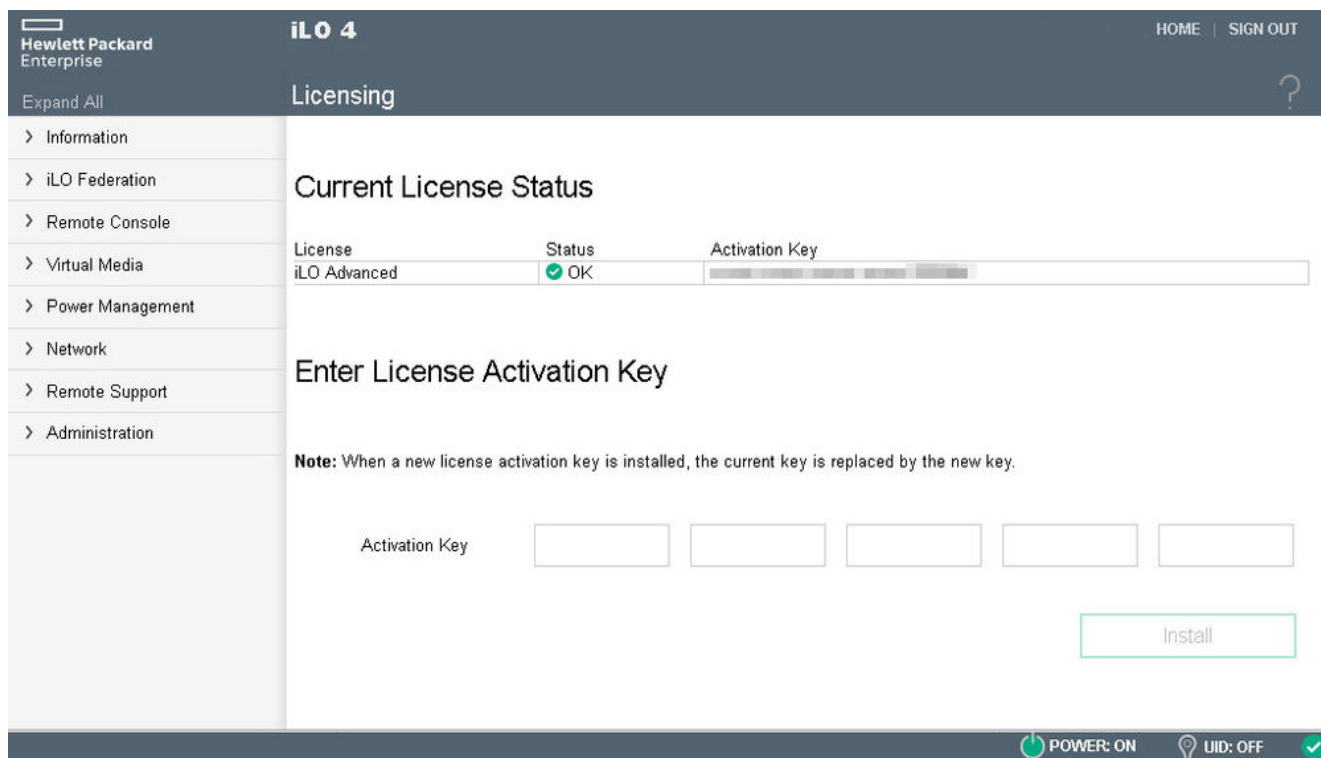 Hewlett Packard
Enterprise
iLO 4
HOME | SIGN OUT
Expand All
Licensing
?
> Information
> iLO Federation
> Remote Console
> Virtual Media
> Power Management
> Network
> Remote Support
> Administration
Current License Status
License Status Activation Key
iLO Advanced OK
Enter License Activation Key
Note: When a new license activation key is installed, the current key is replaced by the new key.
Activation Key
Install
POWER: ON UID: OFF